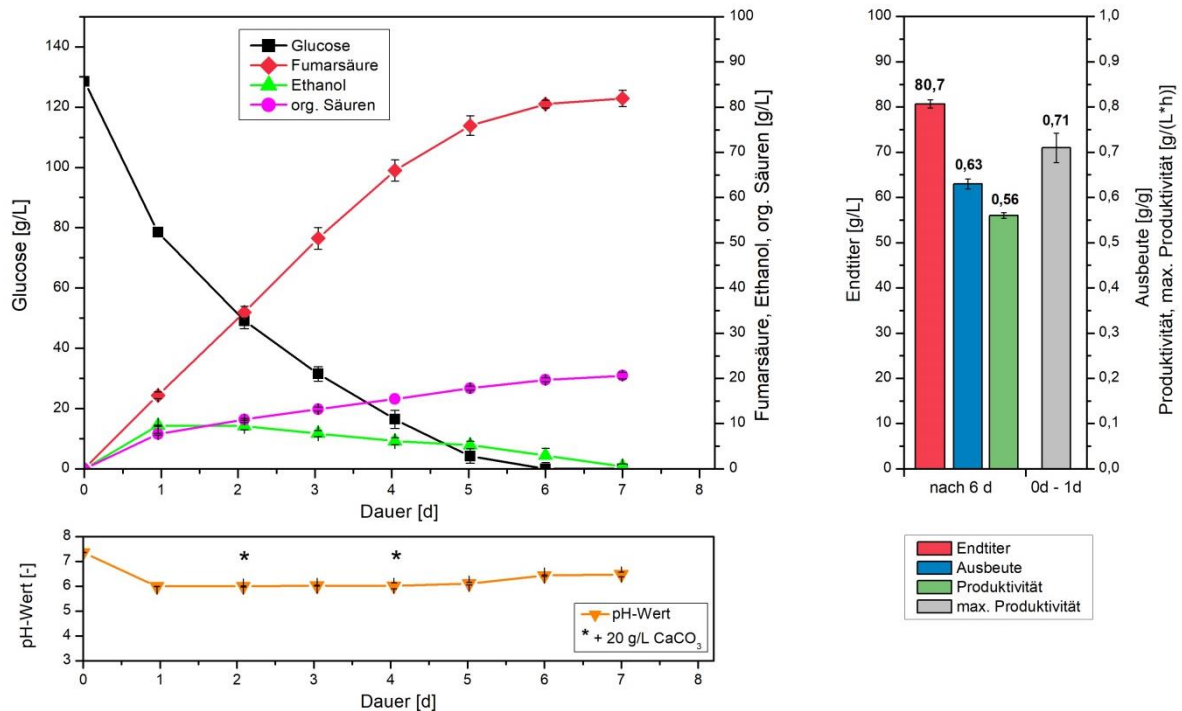 Glucose [g/L]
0
20
40
60
80
100
120
140
Glucose
Fumarsäure
Ethanol
org. Säuren
0
10
20
30
40
50
60
70
80
90
100
Fumarsäure, Ethanol, org. Säuren [g/L]
0 1 2 3 4 5 6 7 8
Dauer [d]
pH-Wert [-]
8
7
6
5
4
3
* *
pH-Wert
* + 20 g/L CaCO₃
0 1 2 3 4 5 6 7 8
Dauer [d]
Endtiter [g/L]
100
90
80
70
60
50
40
30
20
10
0
80,7
0,63
0,56
0,71
1,0
0,9
0,8
0,7
0,6
0,5
0,4
0,3
0,2
0,1
0,0
Ausbeute [g/g]
Produktivität, max. Produktivität [g/(L*h)]
nach 6 d 0d - 1d
Endtiter
Ausbeute
Produktivität
max. Produktivität